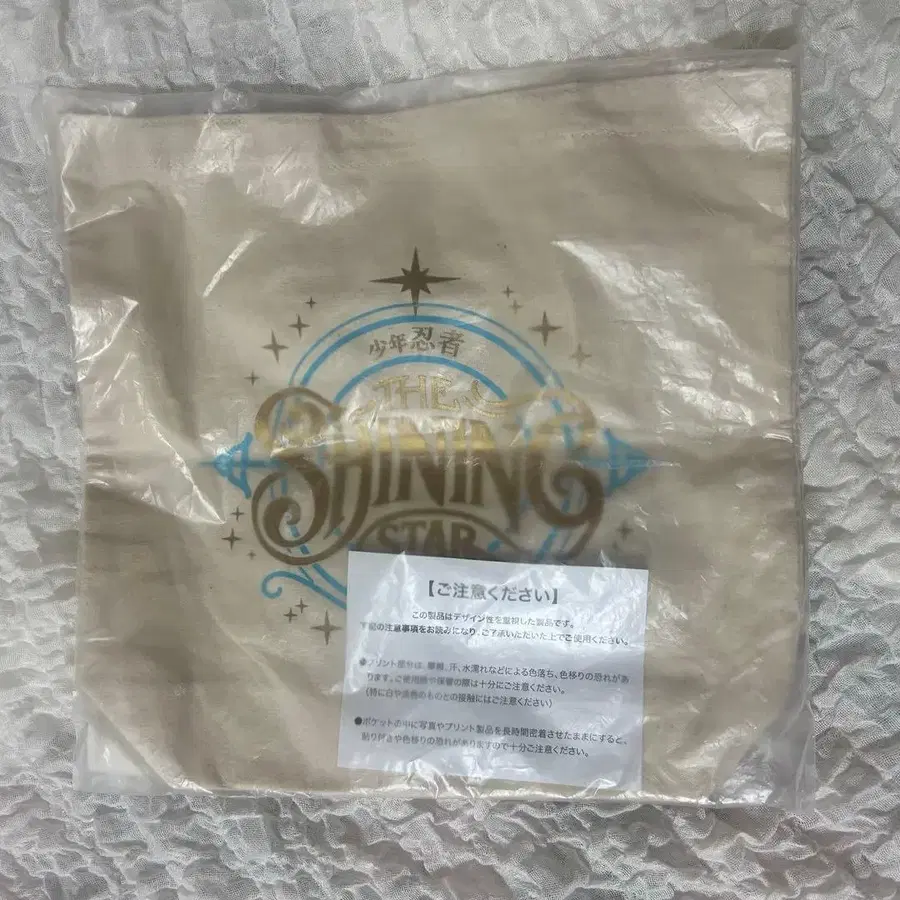 少年忍者
THE
SHINING
STAR
【ご注意ください】
この製品はデザイン性を重視した製品です。
下記の注意事項をお読みになり、ご了承いただいた上でご使用ください。
●プリント部分は、摩擦、汗、水濡れなどによる色落ち、色移りの恐れがあ
ります。ご使用時や保管の際は十分にご注意ください。
(特に白や淡色のものとの接触にはご注意ください)
●ポケットの中に写真やプリント製品を長時間密着させたままにすると、
貼り付きや色移りの恐れがありますので十分ご注意ください。